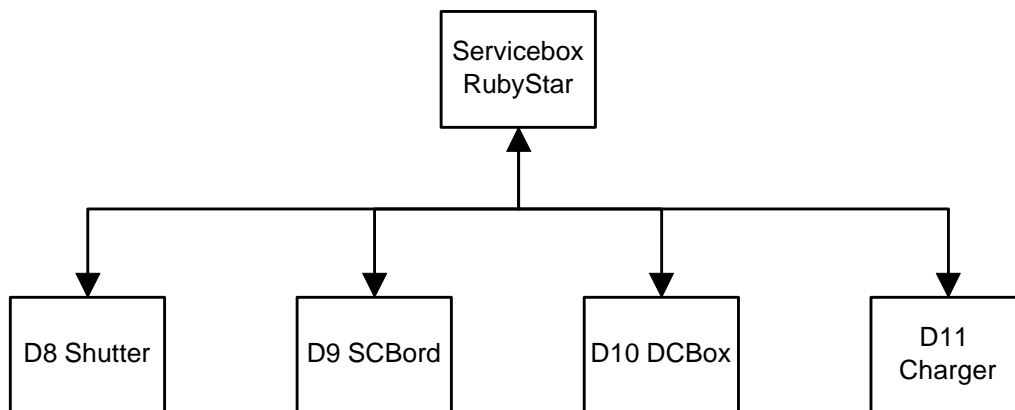 Servicebox
RubyStar
D8 Shutter
D9 SCBord
D10 DCBox
D11
Charger